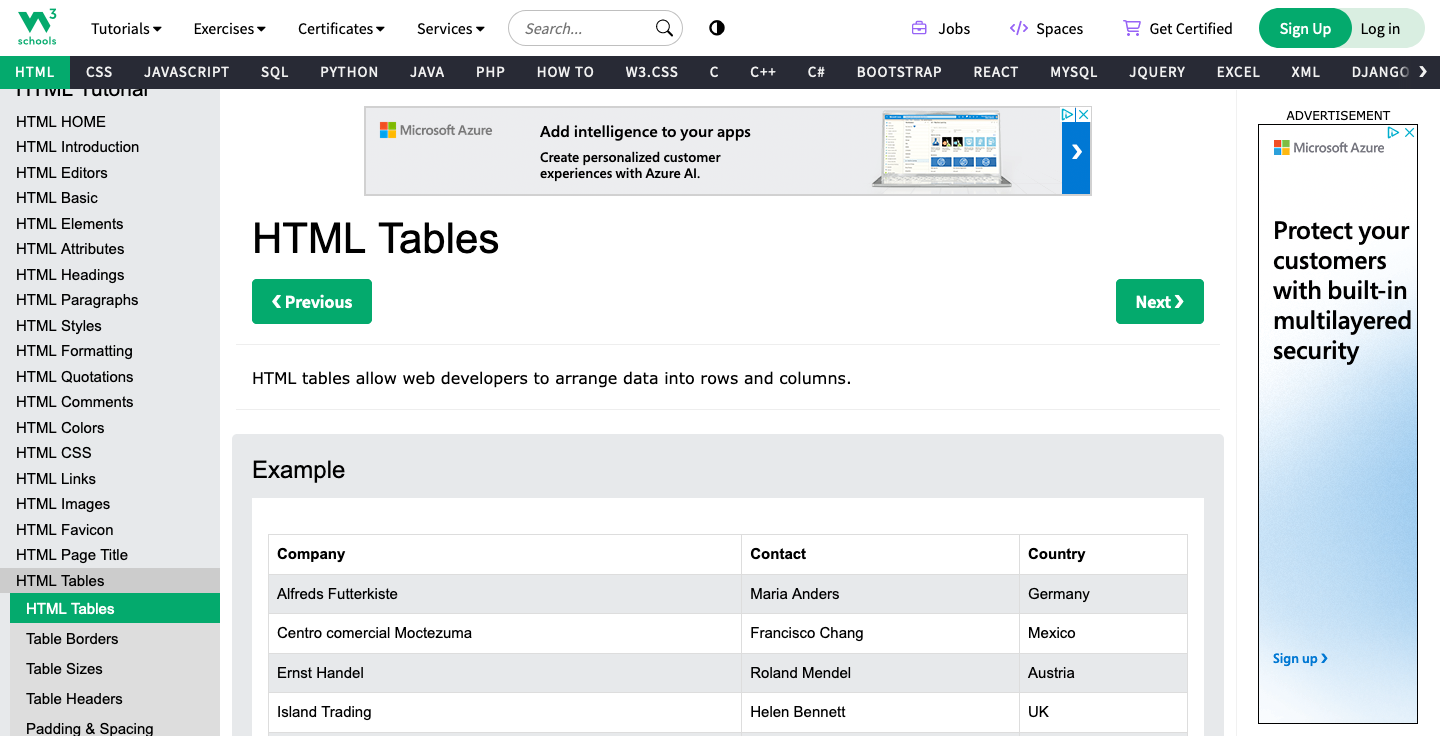 W3 schools
Tutorials Exercises Certificates Services Search... Jobs Spaces Get Certified Sign Up Log in
HTML CSS JAVASCRIPT SQL PYTHON JAVA PHP HOW TO W3.CSS C C++ C# BOOTSTRAP REACT MYSQL JQUERY EXCEL XML DJANGO
HTML Tutorial
HTML HOME
HTML Introduction
HTML Editors
HTML Basic
HTML Elements
HTML Attributes
HTML Headings
HTML Paragraphs
HTML Styles
HTML Formatting
HTML Quotations
HTML Comments
HTML Colors
HTML CSS
HTML Links
HTML Images
HTML Favicon
HTML Page Title
HTML Tables
HTML Tables
Table Borders
Table Sizes
Table Headers
Padding & Spacing
Microsoft Azure
Add intelligence to your apps
Create personalized customer
experiences with Azure AI.
HTML Tables
❮ Previous
Next ❯
HTML tables allow web developers to arrange data into rows and columns.
Example
Company Contact Country
Alfreds Futterkiste Maria Anders Germany
Centro comercial Moctezuma Francisco Chang Mexico
Ernst Handel Roland Mendel Austria
Island Trading Helen Bennett UK
ADVERTISEMENT
Microsoft Azure
Protect your
customers
with built-in
multilayered
security
Sign up ❯